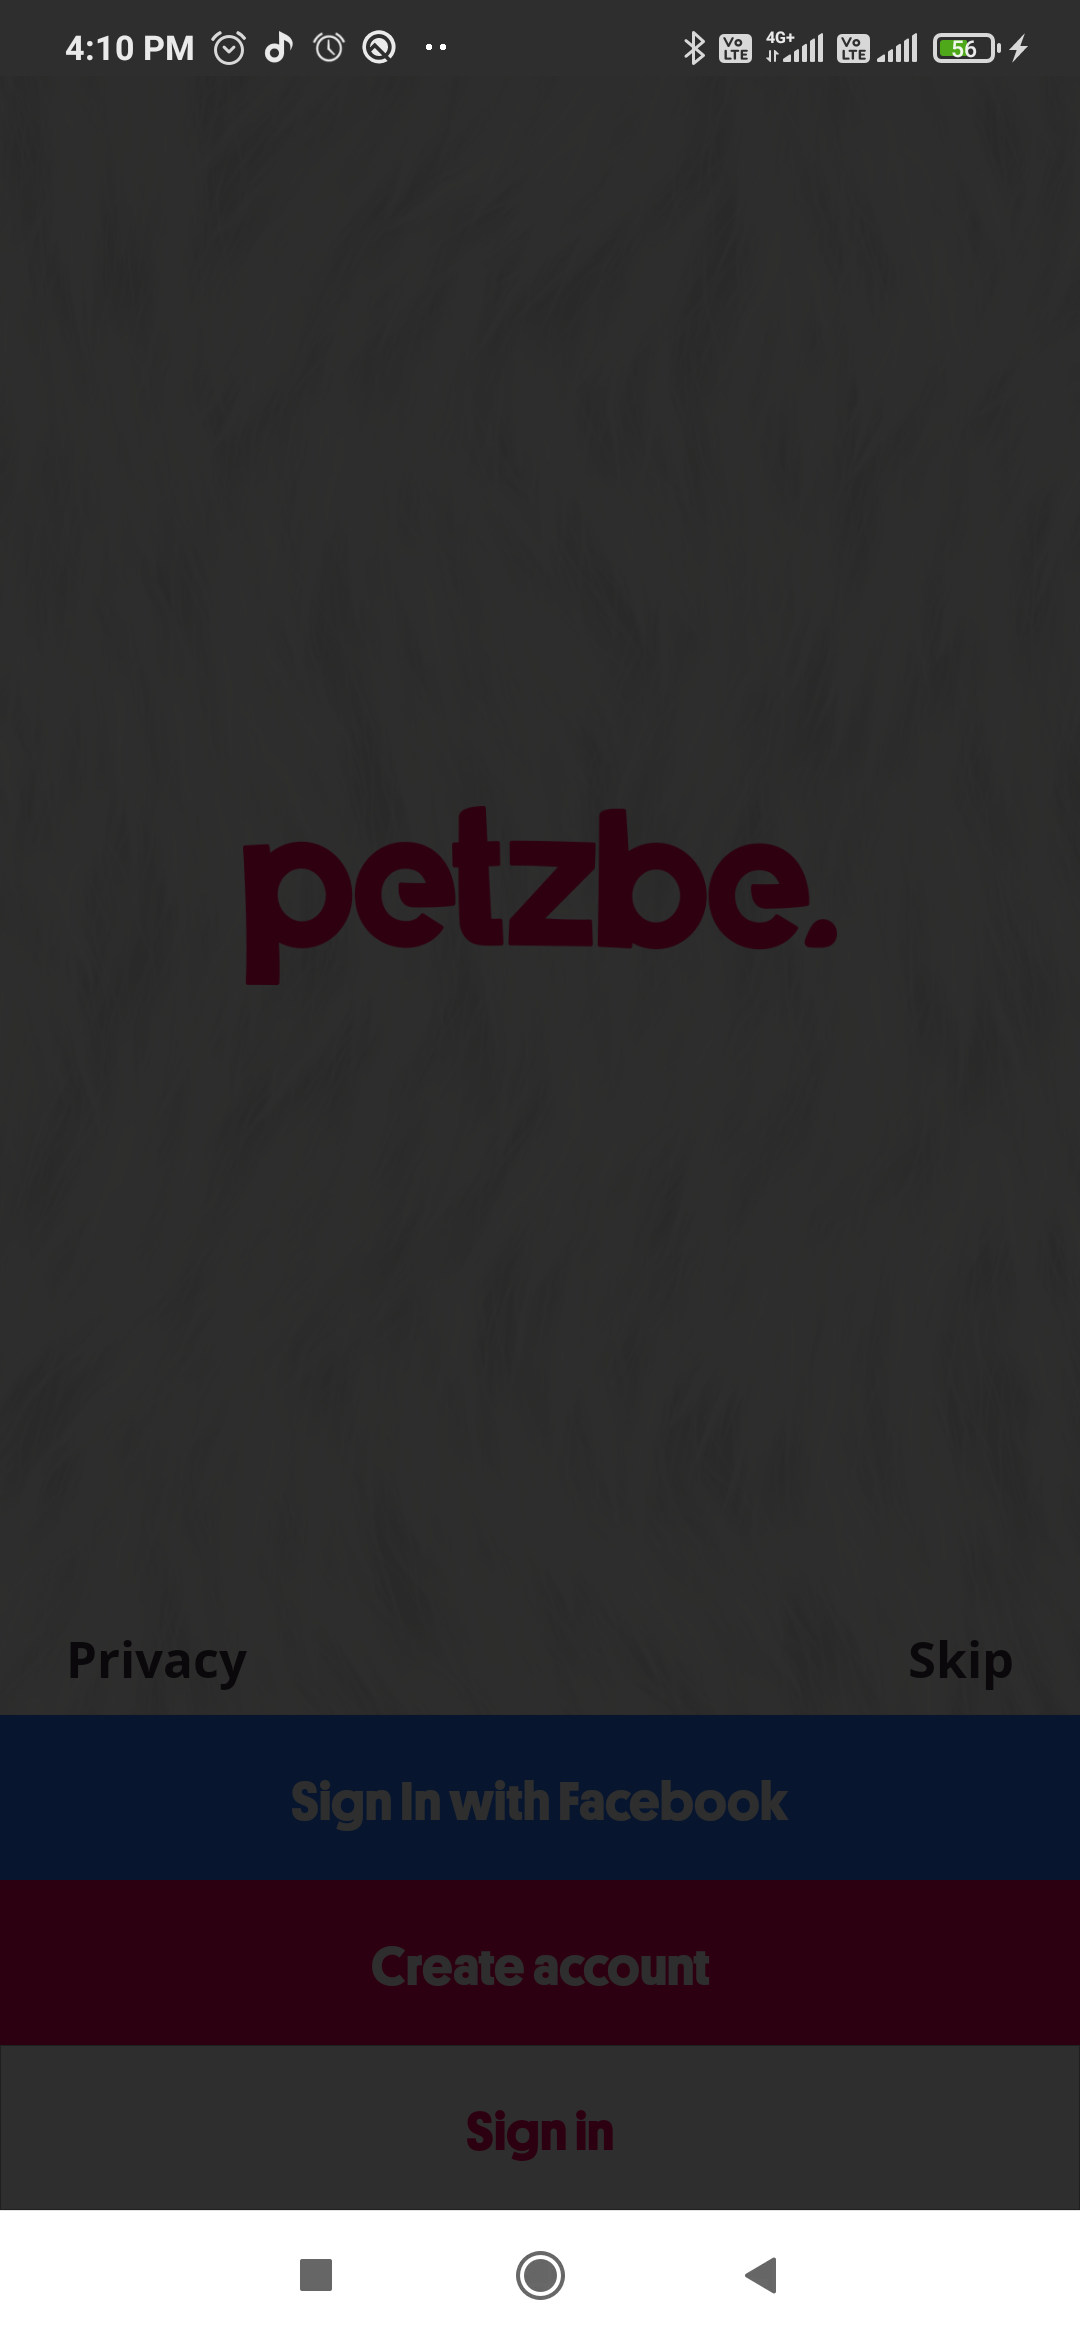 4:10 PM Vo LTE 4G+ Vo LTE 56
petzbe.
Privacy Skip
Sign In with Facebook
Create account
Sign in